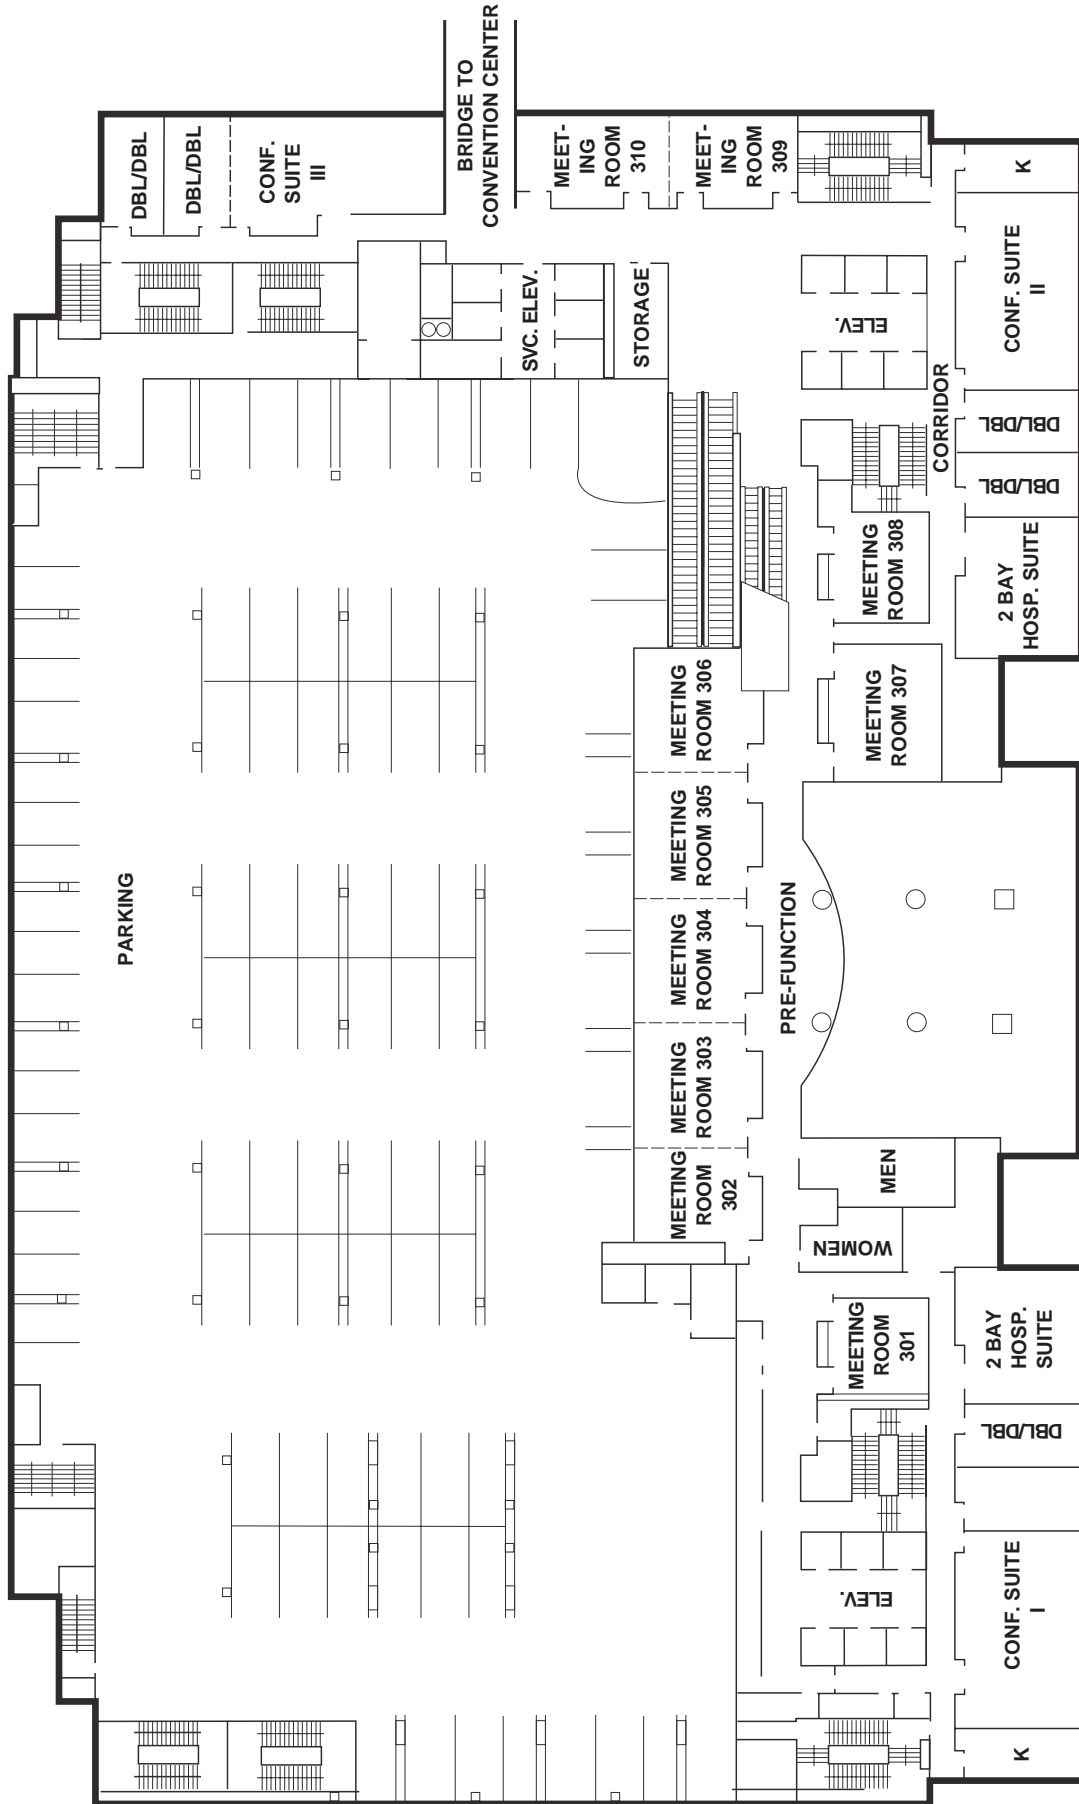 BRIDGE TO
CONVENTION CENTER
DBL/DBL
DBL/DBL
CONF.
SUITE
III
MEET-
ING
ROOM
310
MEET-
ING
ROOM
309
K
SVC. ELEV.
STORAGE
ELEV.
CONF. SUITE
II
CORRIDOR
DBL/DBL
DBL/DBL
MEETING
ROOM 308
2 BAY
HOSP. SUITE
MEETING
ROOM 306
MEETING
ROOM 307
MEETING
ROOM 305
PARKING
MEETING
ROOM 304
PRE-FUNCTION
MEETING
ROOM 303
MEETING
ROOM
302
MEN
WOMEN
MEETING
ROOM
301
2 BAY
HOSP.
SUITE
DBL/DBL
ELEV.
CONF. SUITE
I
K